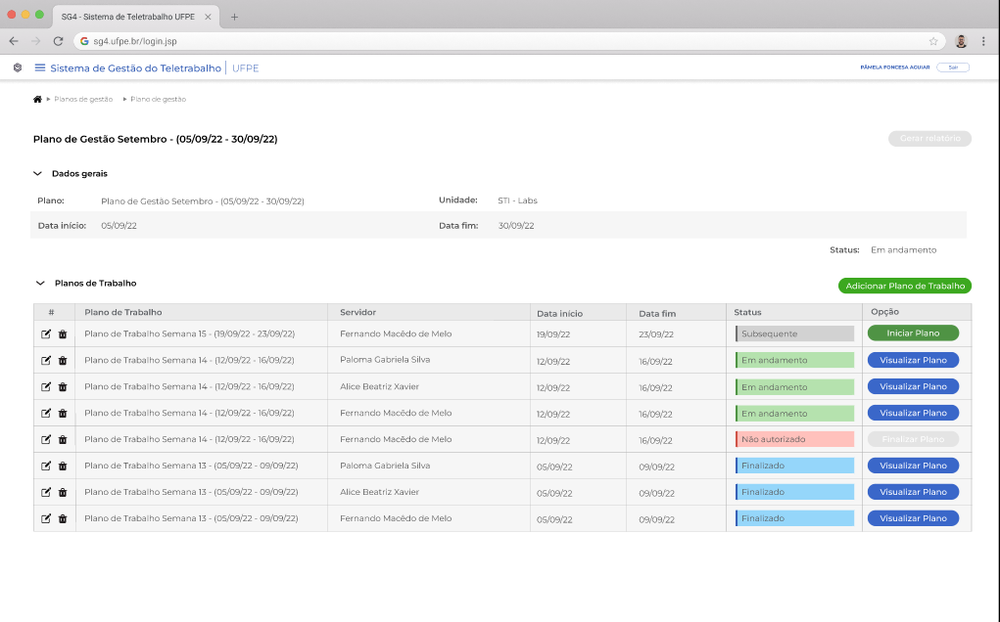 SG4 - Sistema de Teletrabalho UFPE
sg4.ufpe.br/login.jsp
Sistema de Gestão do Teletrabalho UFPE
PÂMELA FONCESA AGUIAR Sair
Planos de gestão Plano de gestão
Plano de Gestão Setembro - (05/09/22 - 30/09/22) Gerar relatório
Dados gerais
Plano: Plano de Gestão Setembro - (05/09/22 - 30/09/22) Unidade: STI - Labs
Data início: 05/09/22 Data fim: 30/09/22
Status: Em andamento
Planos de Trabalho Adicionar Plano de Trabalho
# Plano de Trabalho Servidor Data início Data fim Status Opção
Plano de Trabalho Semana 15 - (19/09/22 - 23/09/22) Fernando Macêdo de Melo 19/09/22 23/09/22 Subsequente Iniciar Plano
Plano de Trabalho Semana 14 - (12/09/22 - 16/09/22) Paloma Gabriela Silva 12/09/22 16/09/22 Em andamento Visualizar Plano
Plano de Trabalho Semana 14 - (12/09/22 - 16/09/22) Alice Beatriz Xavier 12/09/22 16/09/22 Em andamento Visualizar Plano
Plano de Trabalho Semana 14 - (12/09/22 - 16/09/22) Fernando Macêdo de Melo 12/09/22 16/09/22 Em andamento Visualizar Plano
Plano de Trabalho Semana 14 - (12/09/22 - 16/09/22) Fernando Macêdo de Melo 12/09/22 16/09/22 Não autorizado Finalizar Plano
Plano de Trabalho Semana 13 - (05/09/22 - 09/09/22) Paloma Gabriela Silva 05/09/22 09/09/22 Finalizado Visualizar Plano
Plano de Trabalho Semana 13 - (05/09/22 - 09/09/22) Alice Beatriz Xavier 05/09/22 09/09/22 Finalizado Visualizar Plano
Plano de Trabalho Semana 13 - (05/09/22 - 09/09/22) Fernando Macêdo de Melo 05/09/22 09/09/22 Finalizado Visualizar Plano